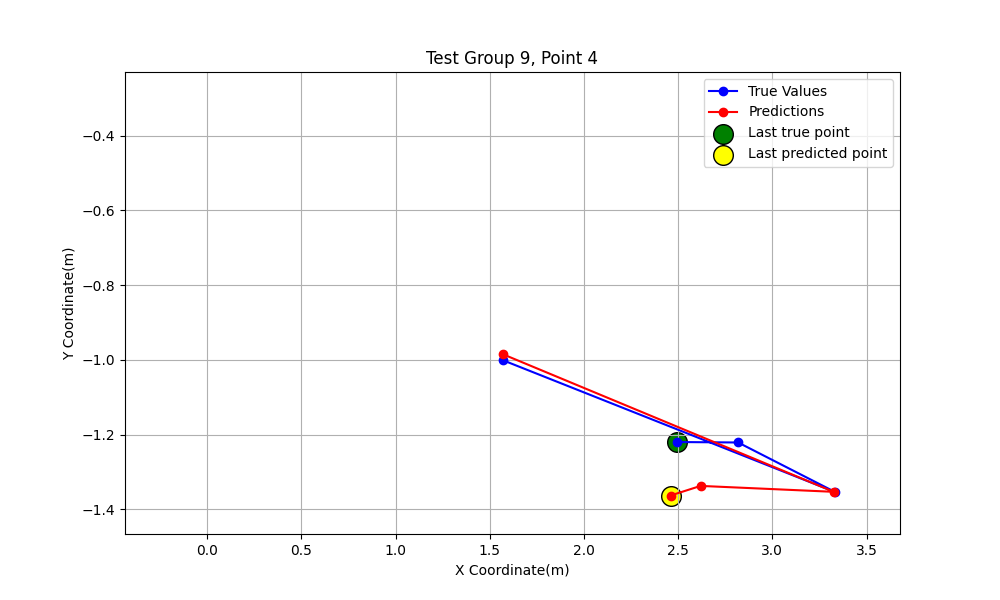 Test Group 9, Point 4
True Values
Predictions
Last true point
Last predicted point
Y Coordinate(m)
−0.4
−0.6
−0.8
−1.0
−1.2
−1.4
0.0 0.5 1.0 1.5 2.0 2.5 3.0 3.5
X Coordinate(m)